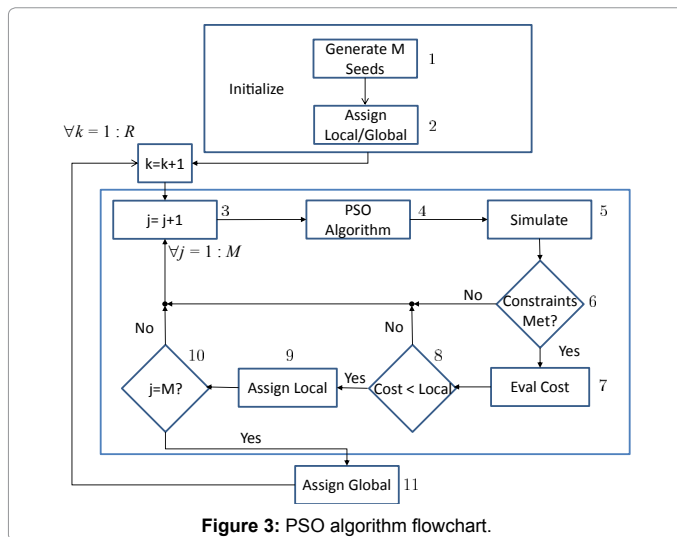 Generate M
Seeds
1
Initialize
Assign
Local/Global
2
∀k = 1 : R
k=k+1
j= j+1
3
PSO
Algorithm
4
Simulate
5
∀j = 1 : M
No
Constraints
Met?
6
No
No
Yes
10
9
8
j=M?
Assign Local
Yes
Cost < Local
Eval Cost
7
Yes
Assign Global
11
Figure 3: PSO algorithm flowchart.